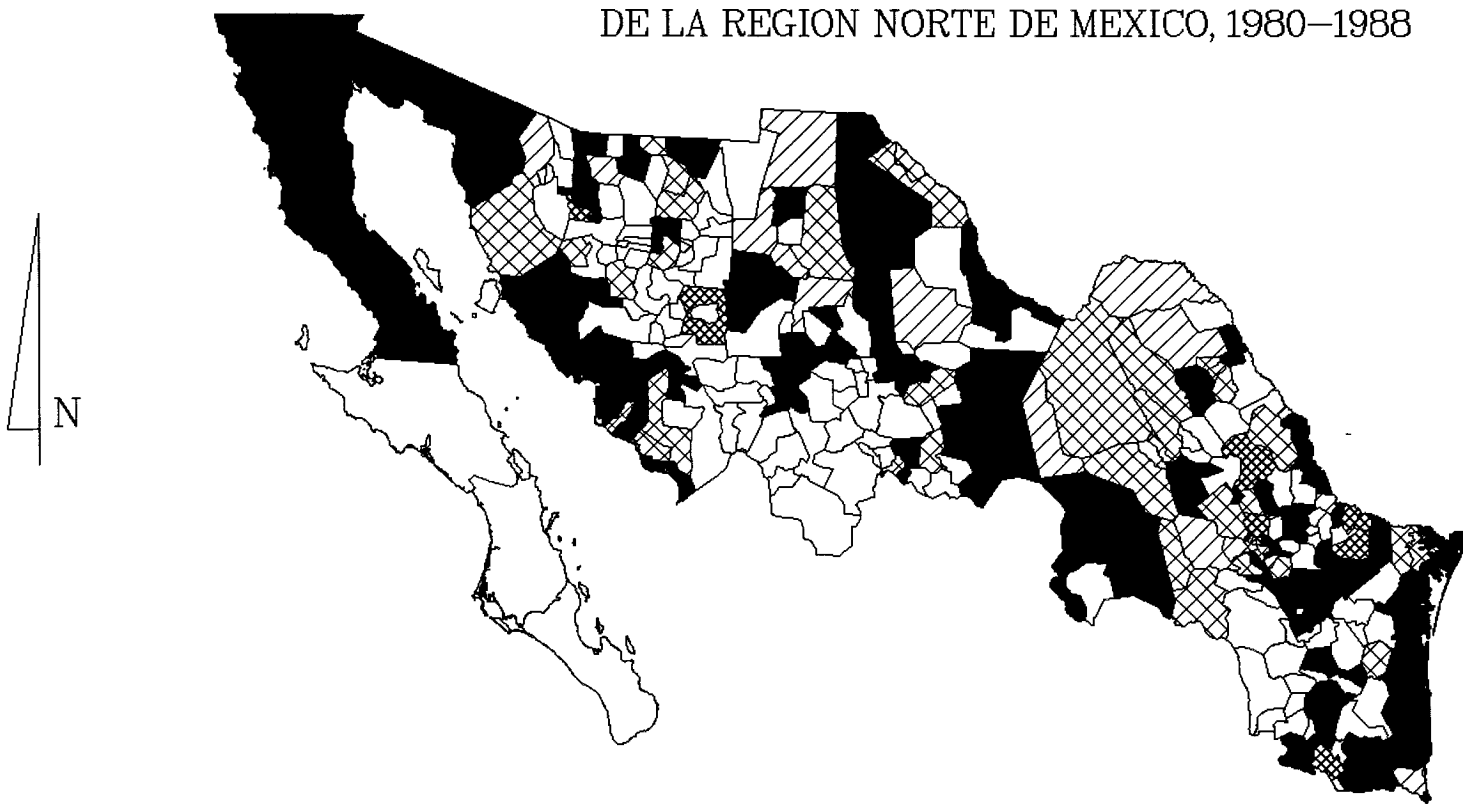 DE LA REGION NORTE DE MEXICO, 1980—1988
N